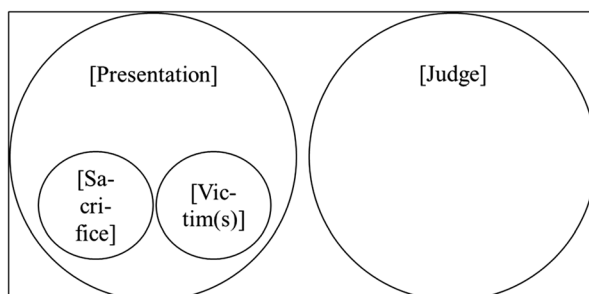 [Presentation]
[Judge]
[Sa-
cri-
fice]
[Vic-
tim(s)]